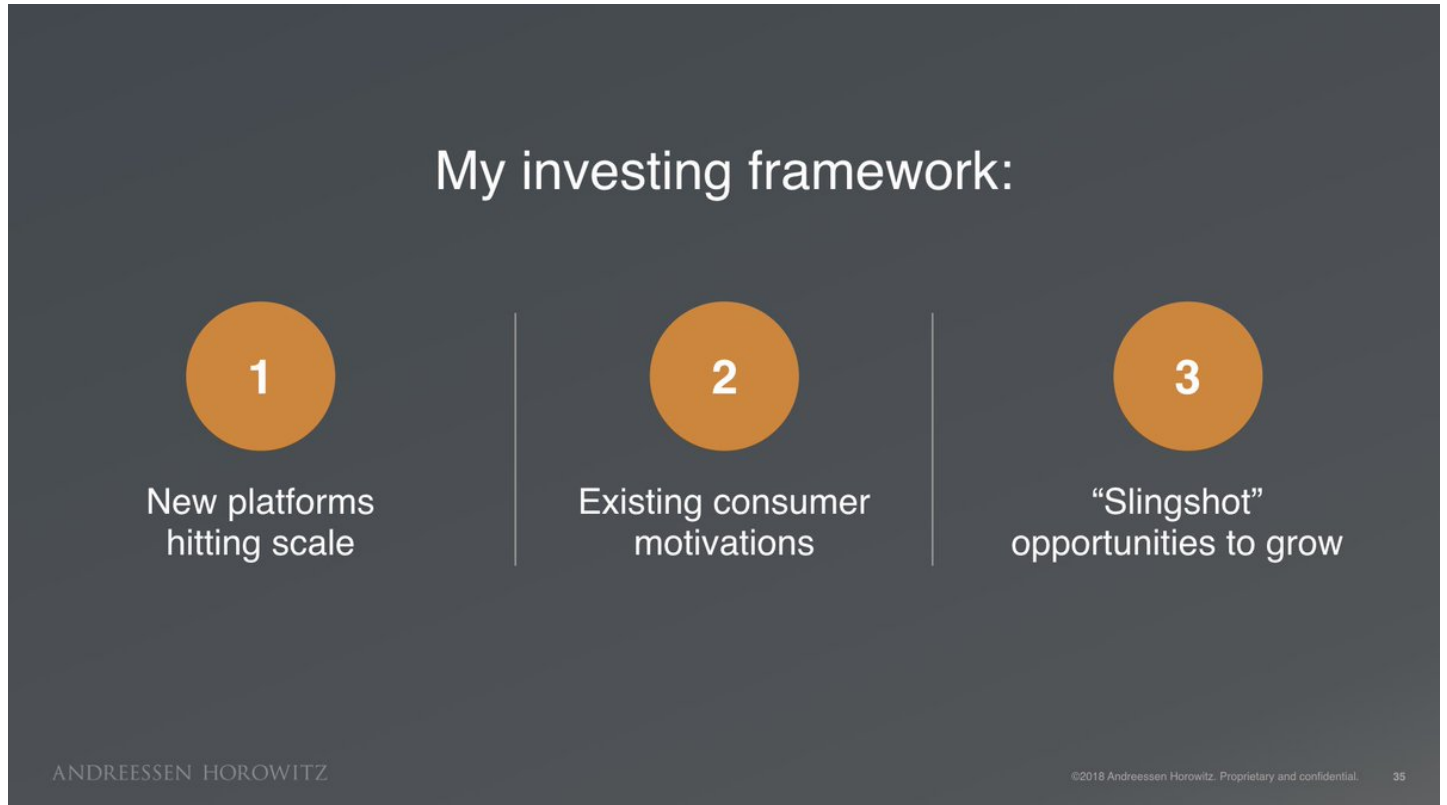 My investing framework:
1
New platforms
hitting scale
2
Existing consumer
motivations
3
“Slingshot”
opportunities to grow
ANDREESSEN HOROWITZ
©2018 Andreessen Horowitz. Proprietary and confidential.
35